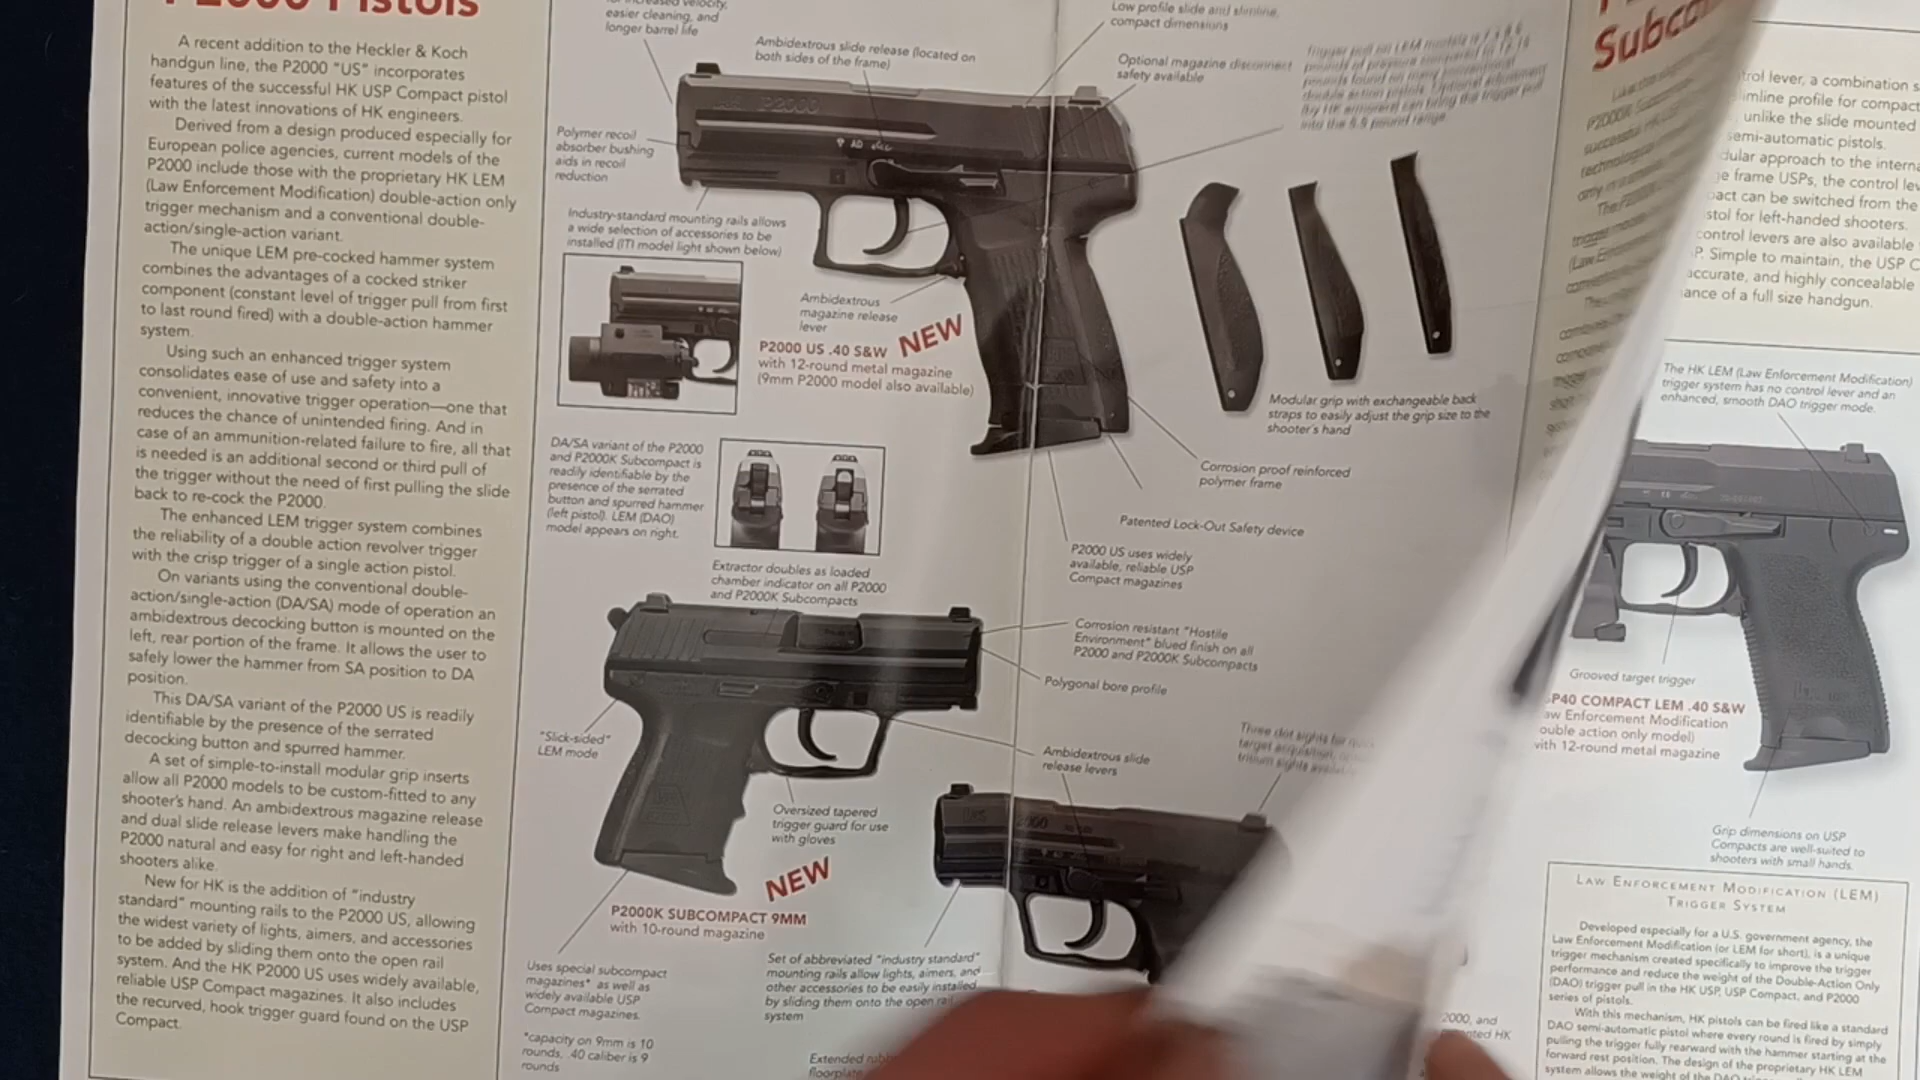 P2000 Pistols
A recent addition to the Heckler & Koch
handgun line, the P2000 "US" incorporates
features of the successful HK USP Compact pistol
with the latest innovations of HK engineers.
Derived from a design produced especially for
European police agencies, current models of the
P2000 include those with the proprietary HK LEM
(Law Enforcement Modification) double-action only
trigger mechanism and a conventional double-
action/single-action variant.
The unique LEM pre-cocked hammer system
combines the advantages of a cocked striker
component (constant level of trigger pull from first
to last round fired) with a double-action hammer
system.
Using such an enhanced trigger system
consolidates ease of use and safety into a
convenient, innovative trigger operation—one that
reduces the chance of unintended firing. And in
case of an ammunition-related failure to fire, all that
is needed is an additional second or third pull of
the trigger without the need of first pulling the slide
back to re-cock the P2000.
The enhanced LEM trigger system combines
the reliability of a double action revolver trigger
with the crisp trigger of a single action pistol.
On variants using the conventional double-
action/single-action (DA/SA) mode of operation an
ambidextrous decocking button is mounted on the
left, rear portion of the frame. It allows the user to
safely lower the hammer from SA position to DA
position.
This DA/SA variant of the P2000 US is readily
identifiable by the presence of the serrated
decocking button and spurred hammer.
A set of simple-to-install modular grip inserts
allow all P2000 models to be custom-fitted to any
shooter's hand. An ambidextrous magazine release
and dual slide release levers make handling the
P2000 natural and easy for right and left-handed
shooters alike.
New for HK is the addition of "industry
standard" mounting rails to the P2000 US, allowing
the widest variety of lights, aimers, and accessories
to be added by sliding them onto the open rail
system. And the HK P2000 US uses widely available,
reliable USP Compact magazines. It also includes
the recurved, hook trigger guard found on the USP
Compact.
for increased velocity,
easier cleaning, and
longer barrel life
Ambidextrous slide release (located on
both sides of the frame)
Low profile slide and slimline,
compact dimensions
Optional magazine disconnect
safety available
Polymer recoil
absorber bushing
aids in recoil
reduction
P2000
Industry-standard mounting rails allows
a wide selection of accessories to be
installed (ITI model light shown below)
Ambidextrous
magazine release
lever
NEW
P2000 US .40 S&W
with 12-round metal magazine
(9mm P2000 model also available)
Modular grip with exchangeable back
straps to easily adjust the grip size to the
shooter's hand
Corrosion proof reinforced
polymer frame
Patented Lock-Out Safety device
P2000 US uses widely
available, reliable USP
Compact magazines
DA/SA variant of the P2000
and P2000K Subcompact is
readily identifiable by the
presence of the serrated
button and spurred hammer
(left pistol). LEM (DAO)
model appears on right.
Extractor doubles as loaded
chamber indicator on all P2000
and P2000K Subcompacts
Corrosion resistant "Hostile
Environment" blued finish on all
P2000 and P2000K Subcompacts
Polygonal bore profile
"Slick-sided"
LEM mode
Ambidextrous slide
release levers
Three dot sights for
target acquisition,
tritium sights
Oversized tapered
trigger guard for use
with gloves
NEW
P2000K SUBCOMPACT 9MM
with 10-round magazine
Uses special subcompact
magazines* as well as
widely available USP
Compact magazines.
*capacity on 9mm is 10
rounds, .40 caliber is 9
rounds
Set of abbreviated "industry standard"
mounting rails allow lights, aimers, and
other accessories to be easily installed
by sliding them onto the open rail
system
Extended
2000, and
HK
trol lever, a combination
slimline profile for compact
unlike the slide mounted
semi-automatic pistols.
approach to the
frame USPs, the control
can be switched from the
for left-handed shooters.
control levers are also available
Simple to maintain, the USP
accurate, and highly concealable
of a full size handgun.
The HK LEM (Law Enforcement Modification)
trigger system has no control lever and an
enhanced, smooth DAO trigger mode.
Grooved target trigger
P40 COMPACT LEM .40 S&W
aw Enforcement Modification
ouble action only model)
with 12-round metal magazine
Grip dimensions on USP
Compacts are well-suited to
shooters with small hands.
LAW ENFORCEMENT MODIFICATION (LEM)
TRIGGER SYSTEM
Developed especially for a U.S. government agency, the
Law Enforcement Modification (or LEM for short), is a unique
trigger mechanism created specifically to improve the trigger
performance and reduce the weight of the Double-Action Only
(DAO) trigger pull in the HK USP, USP Compact, and P2000
series of pistols.
With this mechanism, HK pistols can be fired like a standard
DAO semi-automatic pistol where every round is fired by simply
pulling the trigger fully rearward with the hammer starting at the
forward rest position. The design of the proprietary HK LEM
system allows the weight of the DAO